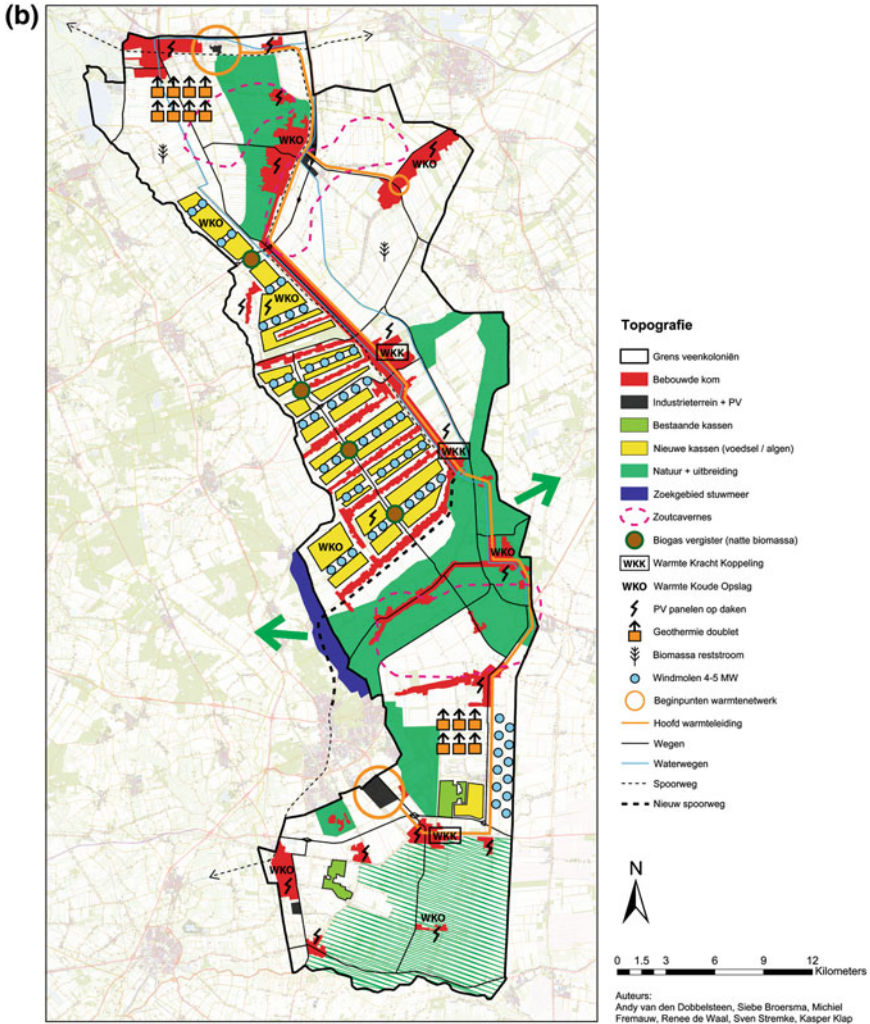 (b)
WKO
WKO
WKO
WKO
WKK
WKK
WKO
WKO
WKK
WKO
WKO
Topografie
Grens veenkoloniën
Bebouwde kom
Industrieterrein + PV
Bestaande kassen
Nieuwe kassen (voedsel / algen)
Natuur + uitbreiding
Zoekgebied stuwmeer
Zoutcavernes
Biogas vergister (natte biomassa)
WKK Warmte Kracht Koppeling
WKO Warmte Koude Opslag
PV panelen op daken
Geothermie doublet
Biomassa reststroom
Windmolen 4-5 MW
Beginpunten warmtenetwerk
Hoofd warmteleiding
Wegen
Waterwegen
Spoorweg
Nieuw spoorweg
N
0 1.5 3 6 9 12
Kilometers
Auteurs:
Andy van den Dobbelsteen, Siebe Broersma, Michiel
Fremauw, Renee de Waal, Sven Stremke, Kasper Klap